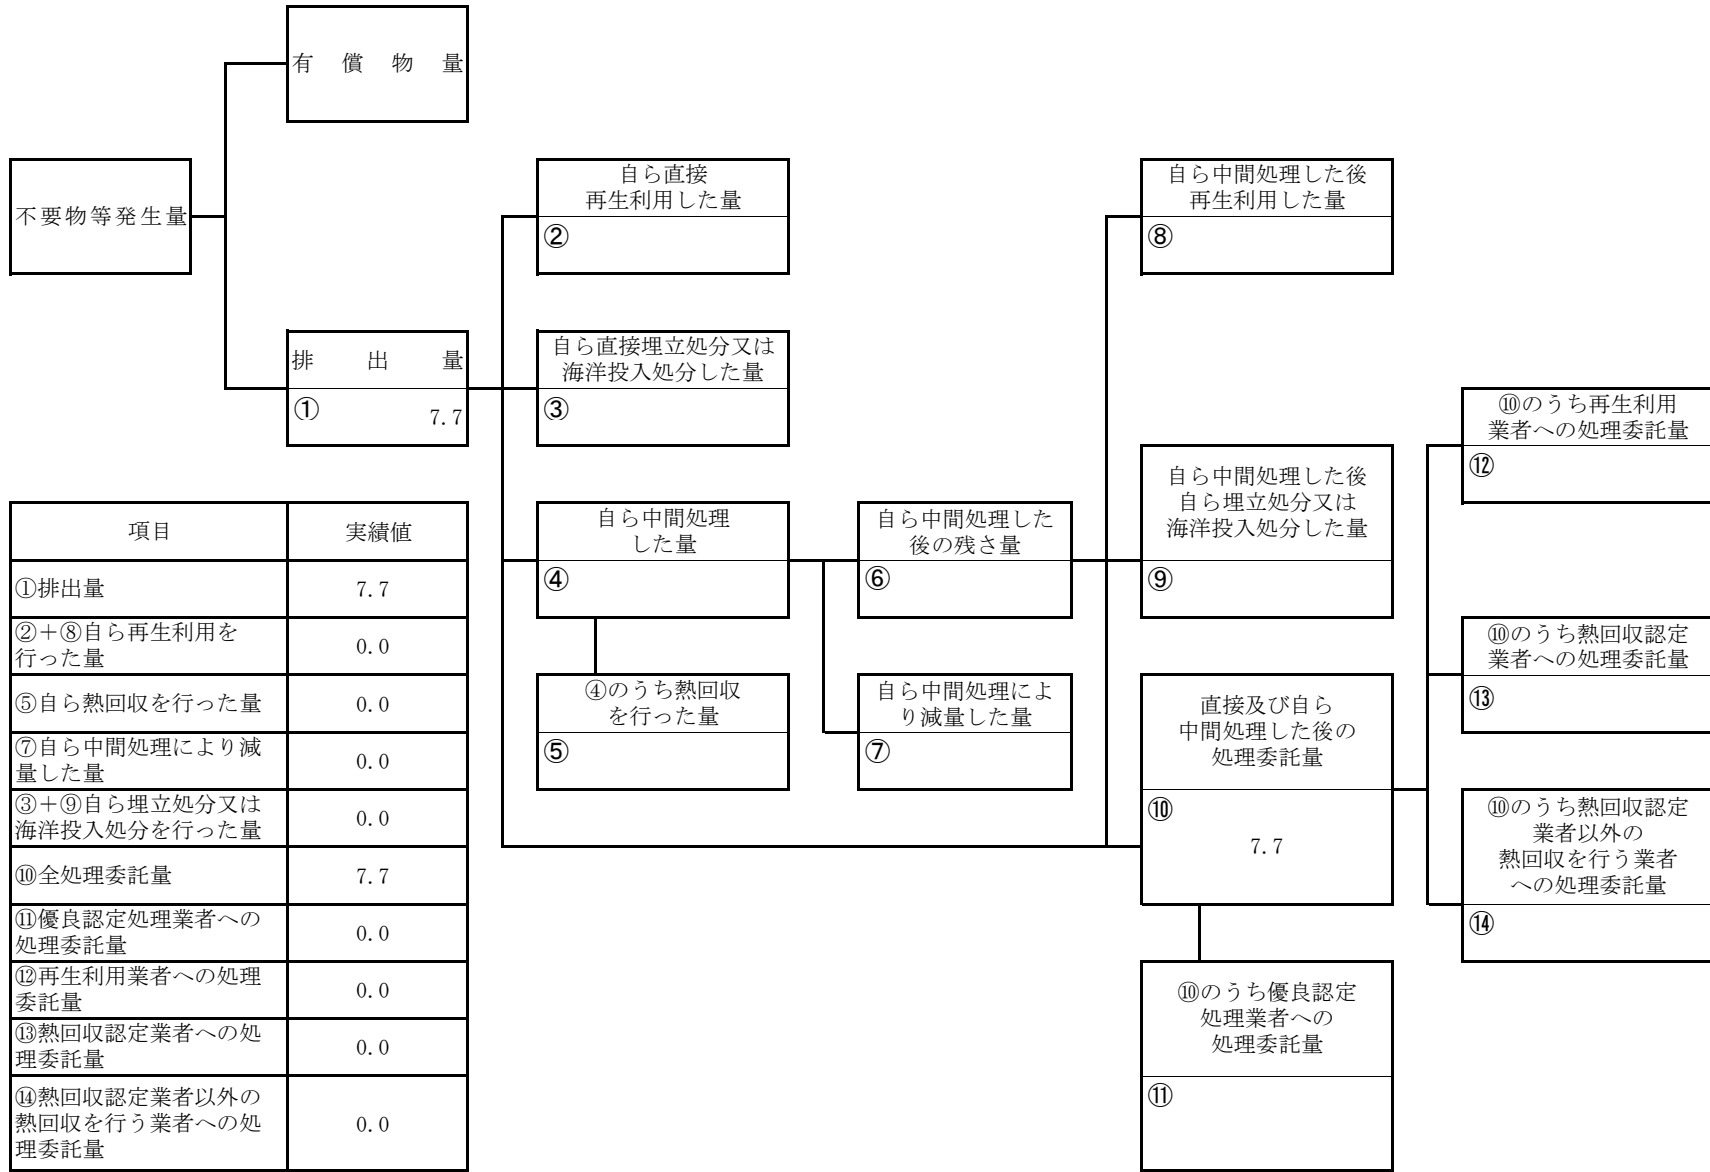 有償物量
不要物等発生量
排出量
① 7.7
自ら直接
再生利用した量
②
自ら直接埋立処分又は
海洋投入処分した量
③
自ら中間処理
した量
④
④のうち熱回収
を行った量
⑤
自ら中間処理した
後の残さ量
⑥
自ら中間処理によ
り減量した量
⑦
自ら中間処理した後
再生利用した量
⑧
自ら中間処理した後
自ら埋立処分又は
海洋投入処分した量
⑨
直接及び自ら
中間処理した後の
処理委託量
⑩
7.7
⑩のうち優良認定
処理業者への
処理委託量
⑪
⑩のうち再生利用
業者への処理委託量
⑫
⑩のうち熱回収認定
業者への処理委託量
⑬
⑩のうち熱回収認定
業者以外の
熱回収を行う業者
への処理委託量
⑭
項目 実績値
①排出量 7.7
②+⑧自ら再生利用を
行った量 0.0
⑤自ら熱回収を行った量 0.0
⑦自ら中間処理により減
量した量 0.0
③+⑨自ら埋立処分又は
海洋投入処分を行った量 0.0
⑩全処理委託量 7.7
⑪優良認定処理業者への
処理委託量 0.0
⑫再生利用業者への処理
委託量 0.0
⑬熱回収認定業者への処
理委託量 0.0
⑭熱回収認定業者以外の
熱回収を行う業者への処
理委託量 0.0